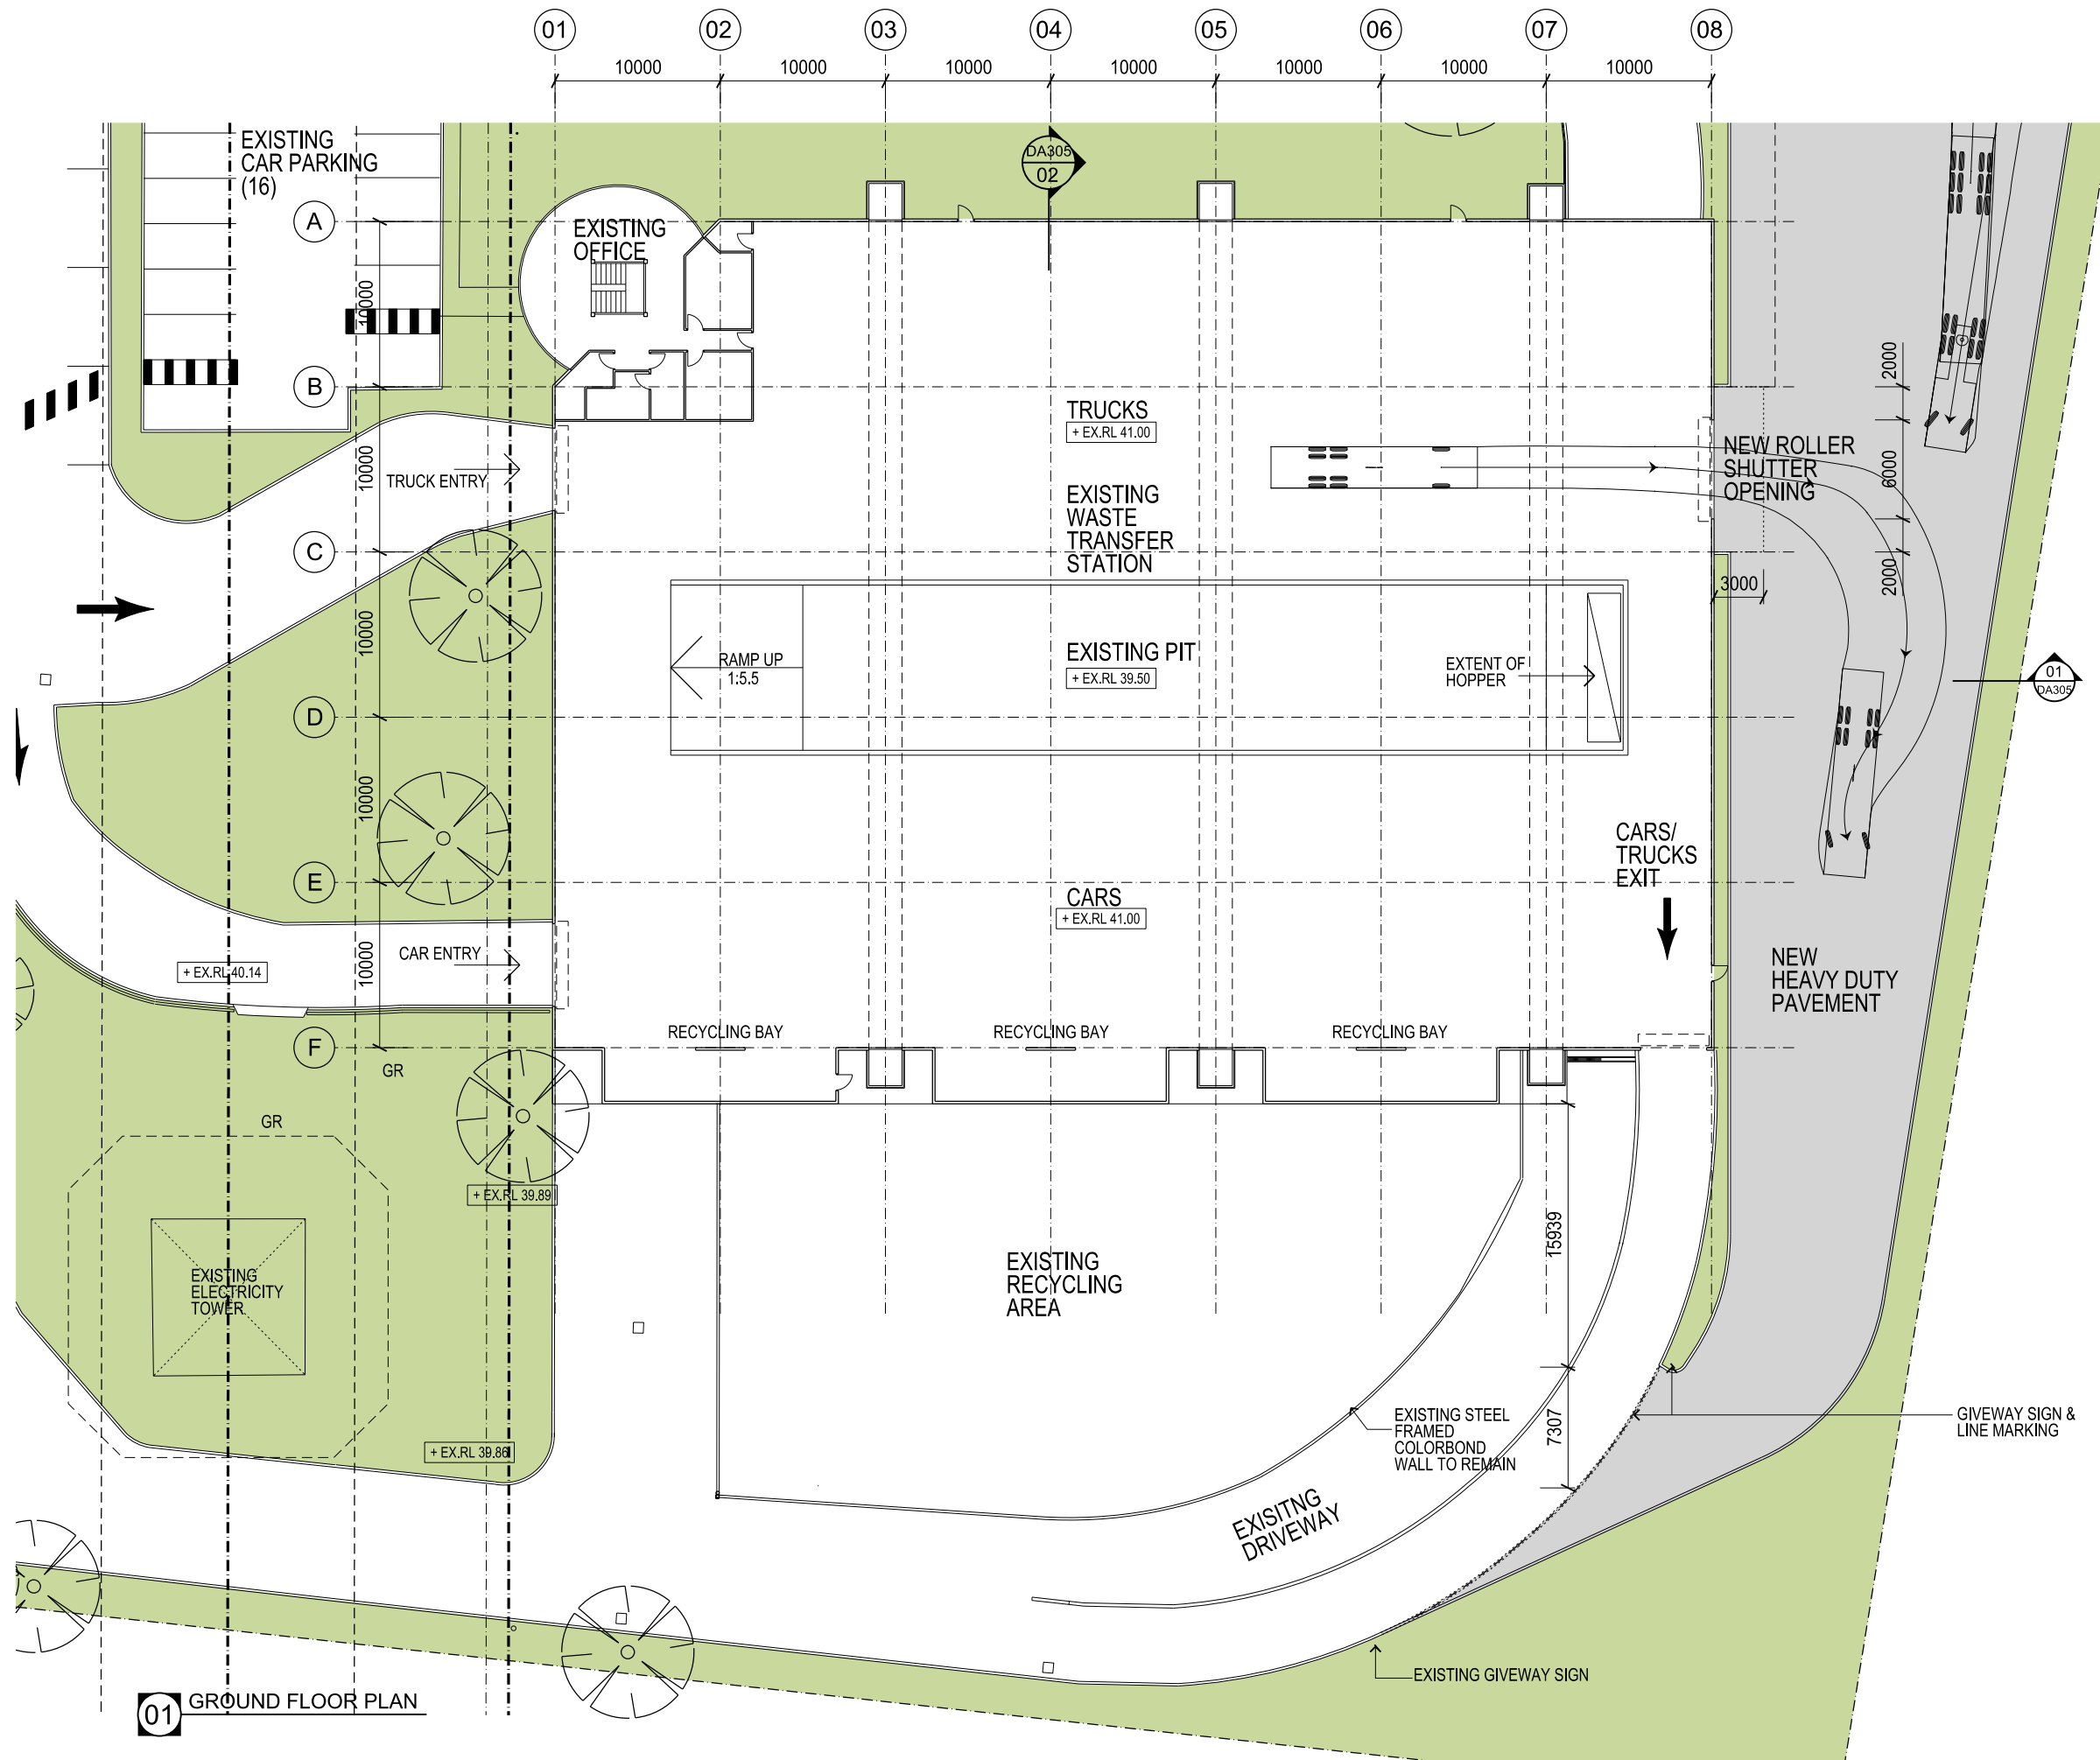 01 02 03 04 05 06 07 08
10000 10000 10000 10000 10000 10000 10000
EXISTING
CAR PARKING
(16)
DA305
02
A
EXISTING
OFFICE
10000
B
2000
TRUCKS
+ EX.RL 41.00
NEW ROLLER
SHUTTER
OPENING
6000
TRUCK ENTRY
10000
EXISTING
WASTE
TRANSFER
STATION
C
2000
3000
10000
RAMP UP
1:5.5
EXISTING PIT
+ EX.RL 39.50
EXTENT OF
HOPPER
01
DA305
D
10000
CARS/
TRUCKS
EXIT
E
CARS
+ EX.RL 41.00
CAR ENTRY
10000
+ EX.RL 40.14
NEW
HEAVY DUTY
PAVEMENT
RECYCLING BAY RECYCLING BAY RECYCLING BAY
F
GR
GR
+ EX.RL 39.89
15939
EXISTING
RECYCLING
AREA
EXISTING
ELECTRICITY
TOWER
7307
EXISTING STEEL
FRAMED
COLORBOND
WALL TO REMAIN
GIVEWAY SIGN &
LINE MARKING
+ EX.RL 39.86
EXISITNG
DRIVEWAY
EXISTING GIVEWAY SIGN
01 GROUND FLOOR PLAN